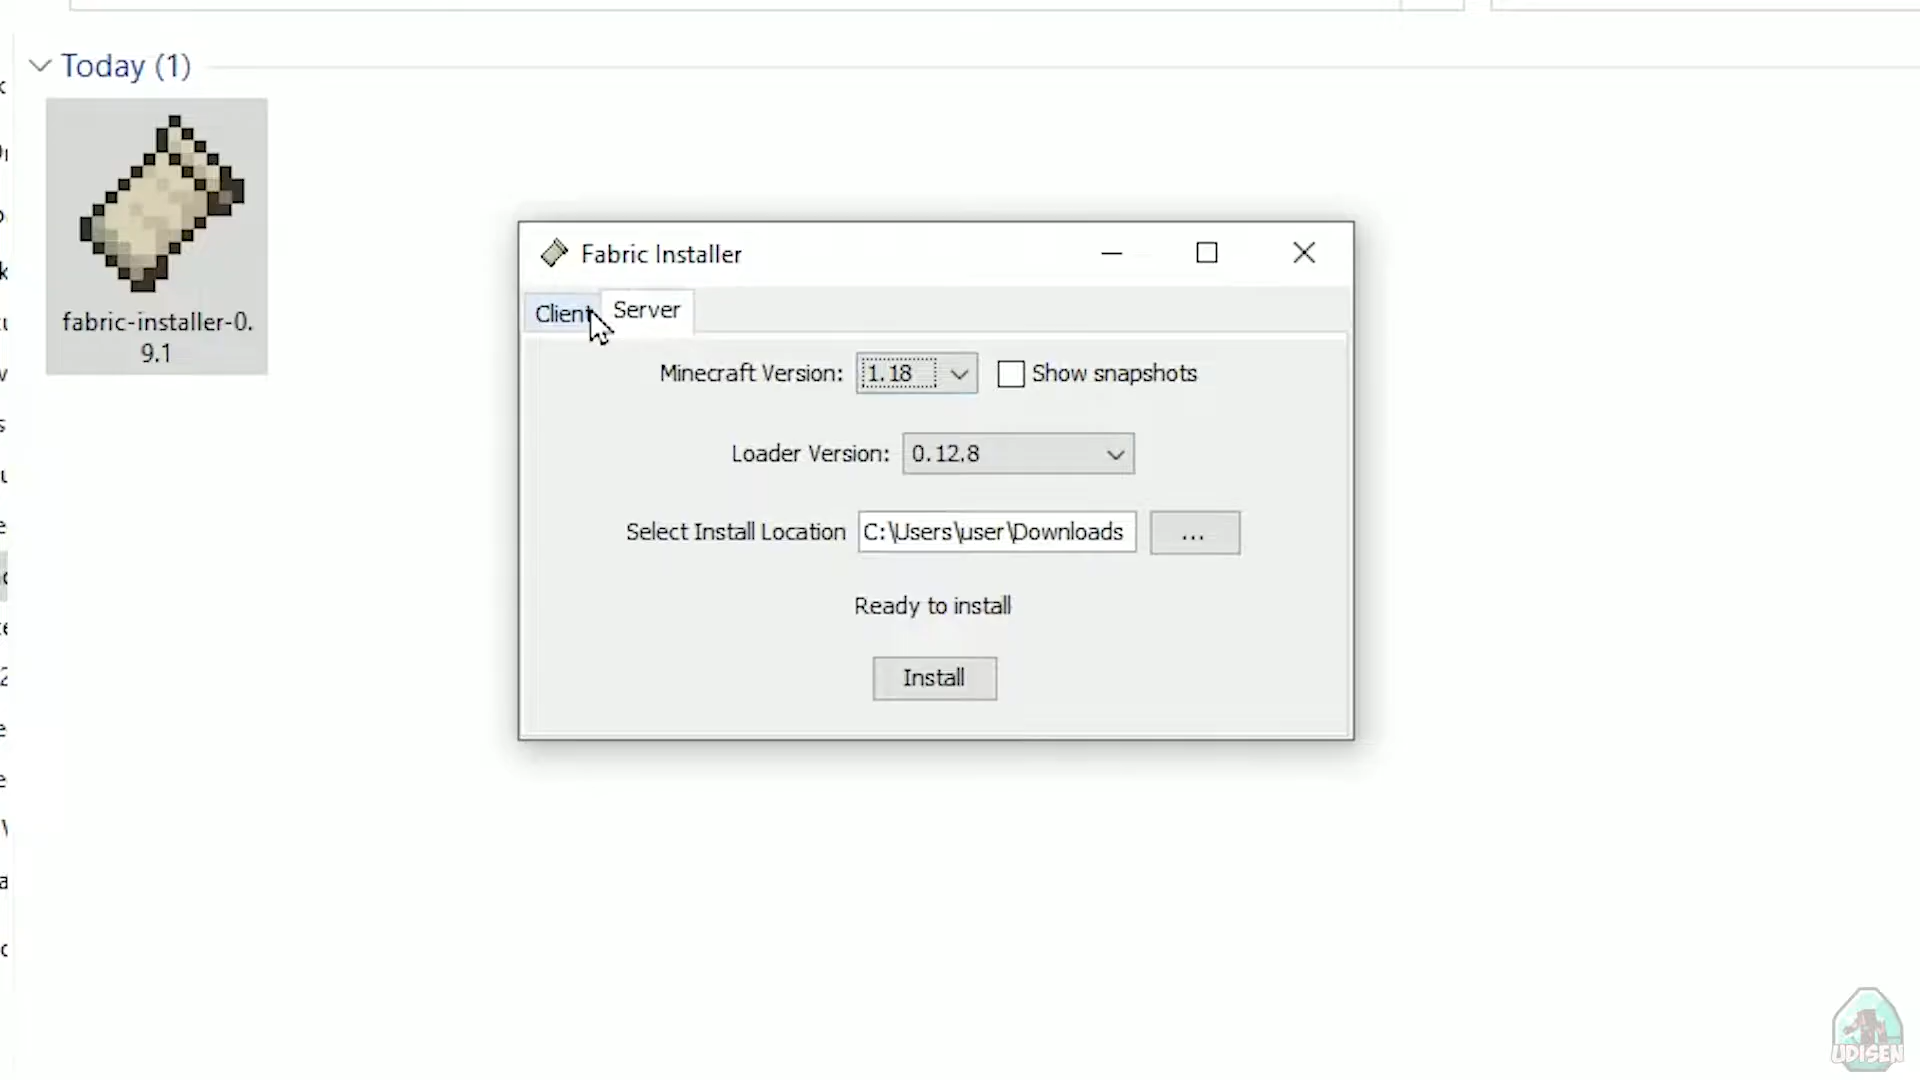 Today (1)
fabric-installer-0.
9.1
Fabric Installer
Client
Server
Minecraft Version:
1.18
Show snapshots
Loader Version:
0.12.8
Select Install Location
C:\Users\user\Downloads
...
Ready to install
Install
UDISEN